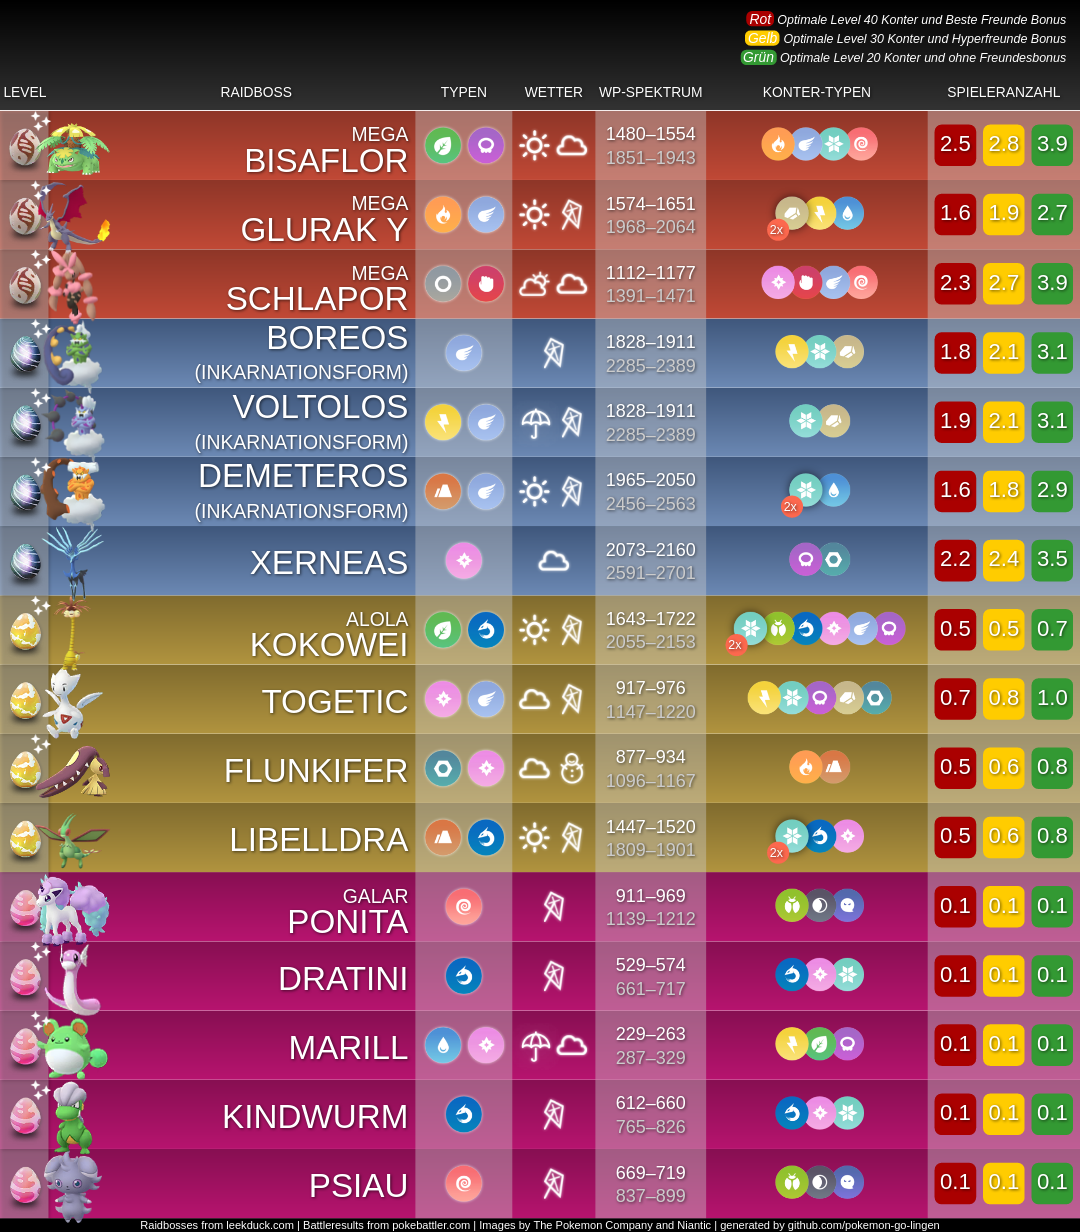 Rot Optimale Level 40 Konter und Beste Freunde Bonus
Gelb Optimale Level 30 Konter und Hyperfreunde Bonus
Grün Optimale Level 20 Konter und ohne Freundesbonus
LEVEL RAIDBOSS TYPEN WETTER WP-SPEKTRUM KONTER-TYPEN SPIELERANZAHL
MEGA
BISAFLOR
1480–1554
1851–1943
2.5 2.8 3.9
MEGA
GLURAK Y
1574–1651
1968–2064
2x
1.6 1.9 2.7
MEGA
SCHLAPOR
1112–1177
1391–1471
2.3 2.7 3.9
BOREOS
(INKARNATIONSFORM)
1828–1911
2285–2389
1.8 2.1 3.1
VOLTOLOS
(INKARNATIONSFORM)
1828–1911
2285–2389
1.9 2.1 3.1
DEMETEROS
(INKARNATIONSFORM)
1965–2050
2456–2563
2x
1.6 1.8 2.9
XERNEAS
2073–2160
2591–2701
2.2 2.4 3.5
ALOLA
KOKOWEI
1643–1722
2055–2153
2x
0.5 0.5 0.7
TOGETIC
917–976
1147–1220
0.7 0.8 1.0
FLUNKIFER
877–934
1096–1167
0.5 0.6 0.8
LIBELLDRA
1447–1520
1809–1901
2x
0.5 0.6 0.8
GALAR
PONITA
911–969
1139–1212
0.1 0.1 0.1
DRATINI
529–574
661–717
0.1 0.1 0.1
MARILL
229–263
287–329
0.1 0.1 0.1
KINDWURM
612–660
765–826
0.1 0.1 0.1
PSIAU
669–719
837–899
0.1 0.1 0.1
Raidbosses from leekduck.com | Battleresults from pokebattler.com | Images by The Pokemon Company and Niantic | generated by github.com/pokemon-go-lingen